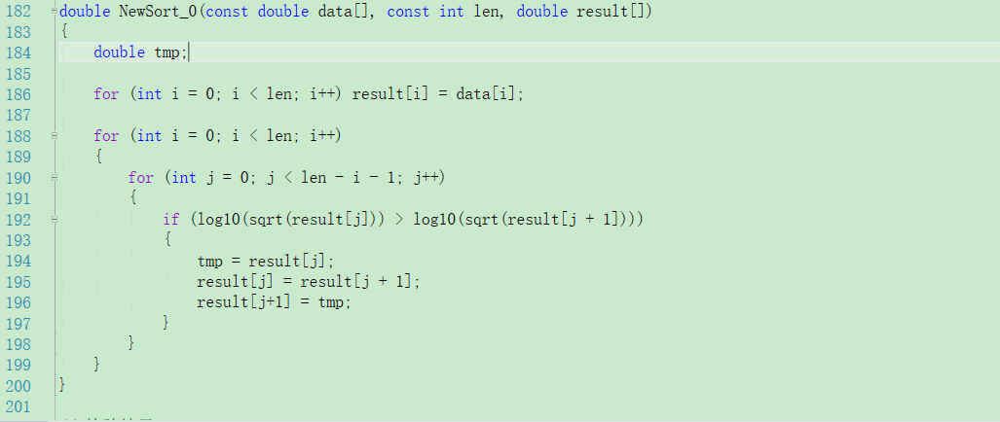 182 double NewSort_0(const double data[], const int len, double result[])
183 {
184     double tmp;
185
186     for (int i = 0; i < len; i++) result[i] = data[i];
187
188     for (int i = 0; i < len; i++)
189     {
190         for (int j = 0; j < len - i - 1; j++)
191         {
192             if (log10(sqrt(result[j])) > log10(sqrt(result[j + 1])))
193             {
194                 tmp = result[j];
195                 result[j] = result[j + 1];
196                 result[j+1] = tmp;
197             }
198         }
199     }
200 }
201